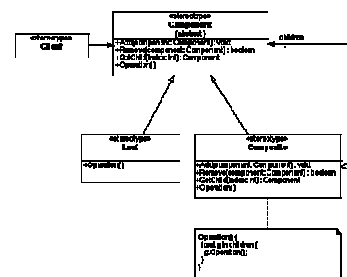 «stereotype»
Component
{abstract}
+Add(component: Component) : void
+Remove(component: Component) : boolean
+GetChild(index: int) : Component
+Operation()
«stereotype»
Client
children
«stereotype»
Leaf
+Operation()
«stereotype»
Composite
+Add(component: Component) : void
+Remove(component: Component) : boolean
+GetChild(index: int) : Component
+Operation()
Operation() {
for all g in children {
g.Operation();
}
}